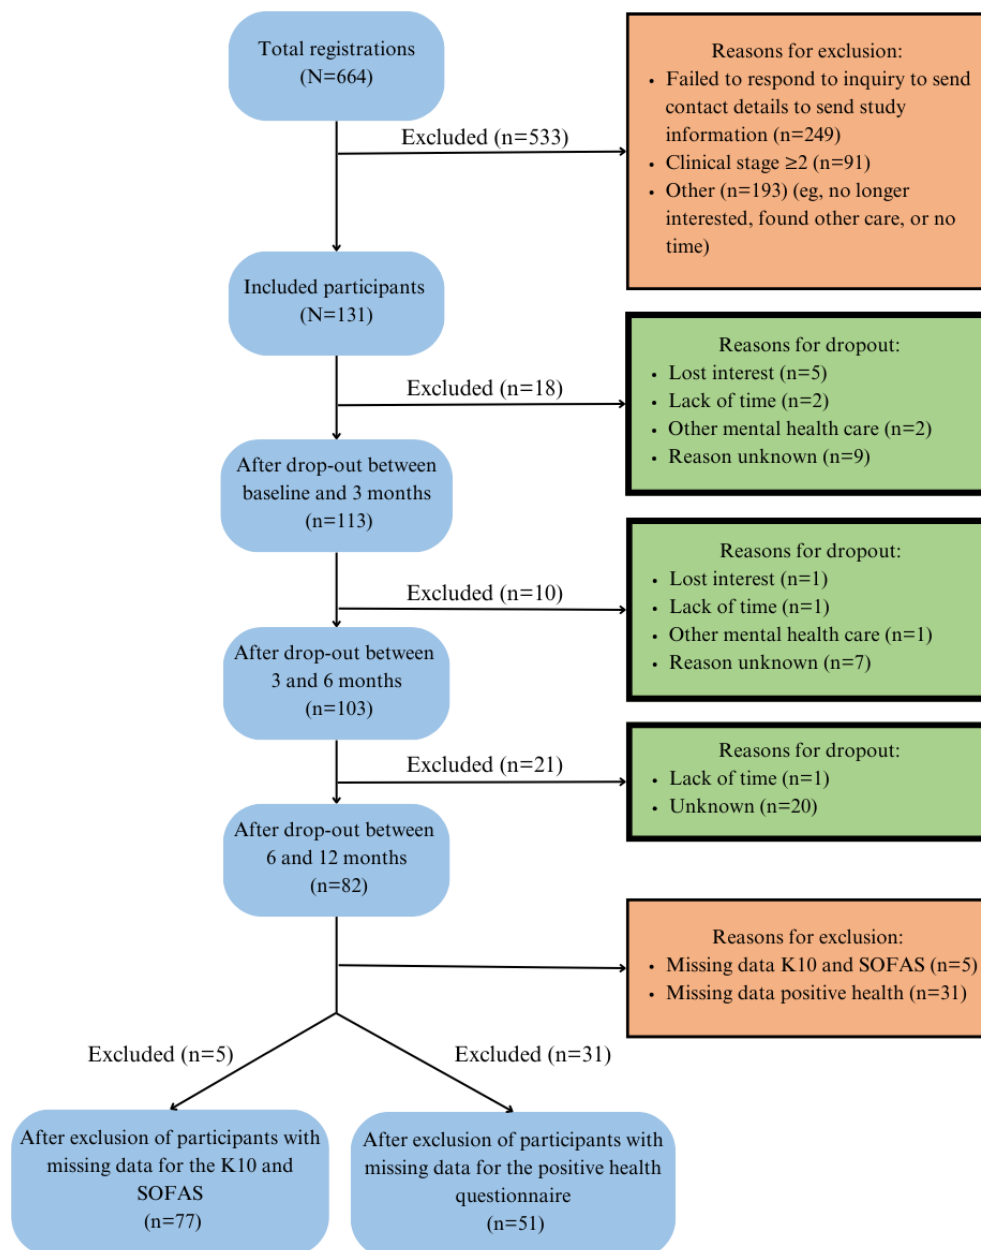 Total registrations
(N=664)
Reasons for exclusion:
• Failed to respond to inquiry to send
contact details to send study
information (n=249)
• Clinical stage ≥2 (n=91)
• Other (n=193) (eg, no longer
interested, found other care, or no
time)
Excluded (n=533)
Included participants
(N=131)
Reasons for dropout:
• Lost interest (n=5)
• Lack of time (n=2)
• Other mental health care (n=2)
• Reason unknown (n=9)
Excluded (n=18)
After drop-out between
baseline and 3 months
(n=113)
Reasons for dropout:
• Lost interest (n=1)
• Lack of time (n=1)
• Other mental health care (n=1)
• Reason unknown (n=7)
Excluded (n=10)
After drop-out between
3 and 6 months
(n=103)
Reasons for dropout:
• Lack of time (n=1)
• Unknown (n=20)
Excluded (n=21)
After drop-out between
6 and 12 months
(n=82)
Reasons for exclusion:
• Missing data K10 and SOFAS (n=5)
• Missing data positive health (n=31)
Excluded (n=5)
Excluded (n=31)
After exclusion of participants with
missing data for the K10 and
SOFAS
(n=77)
After exclusion of participants with
missing data for the positive health
questionnaire
(n=51)